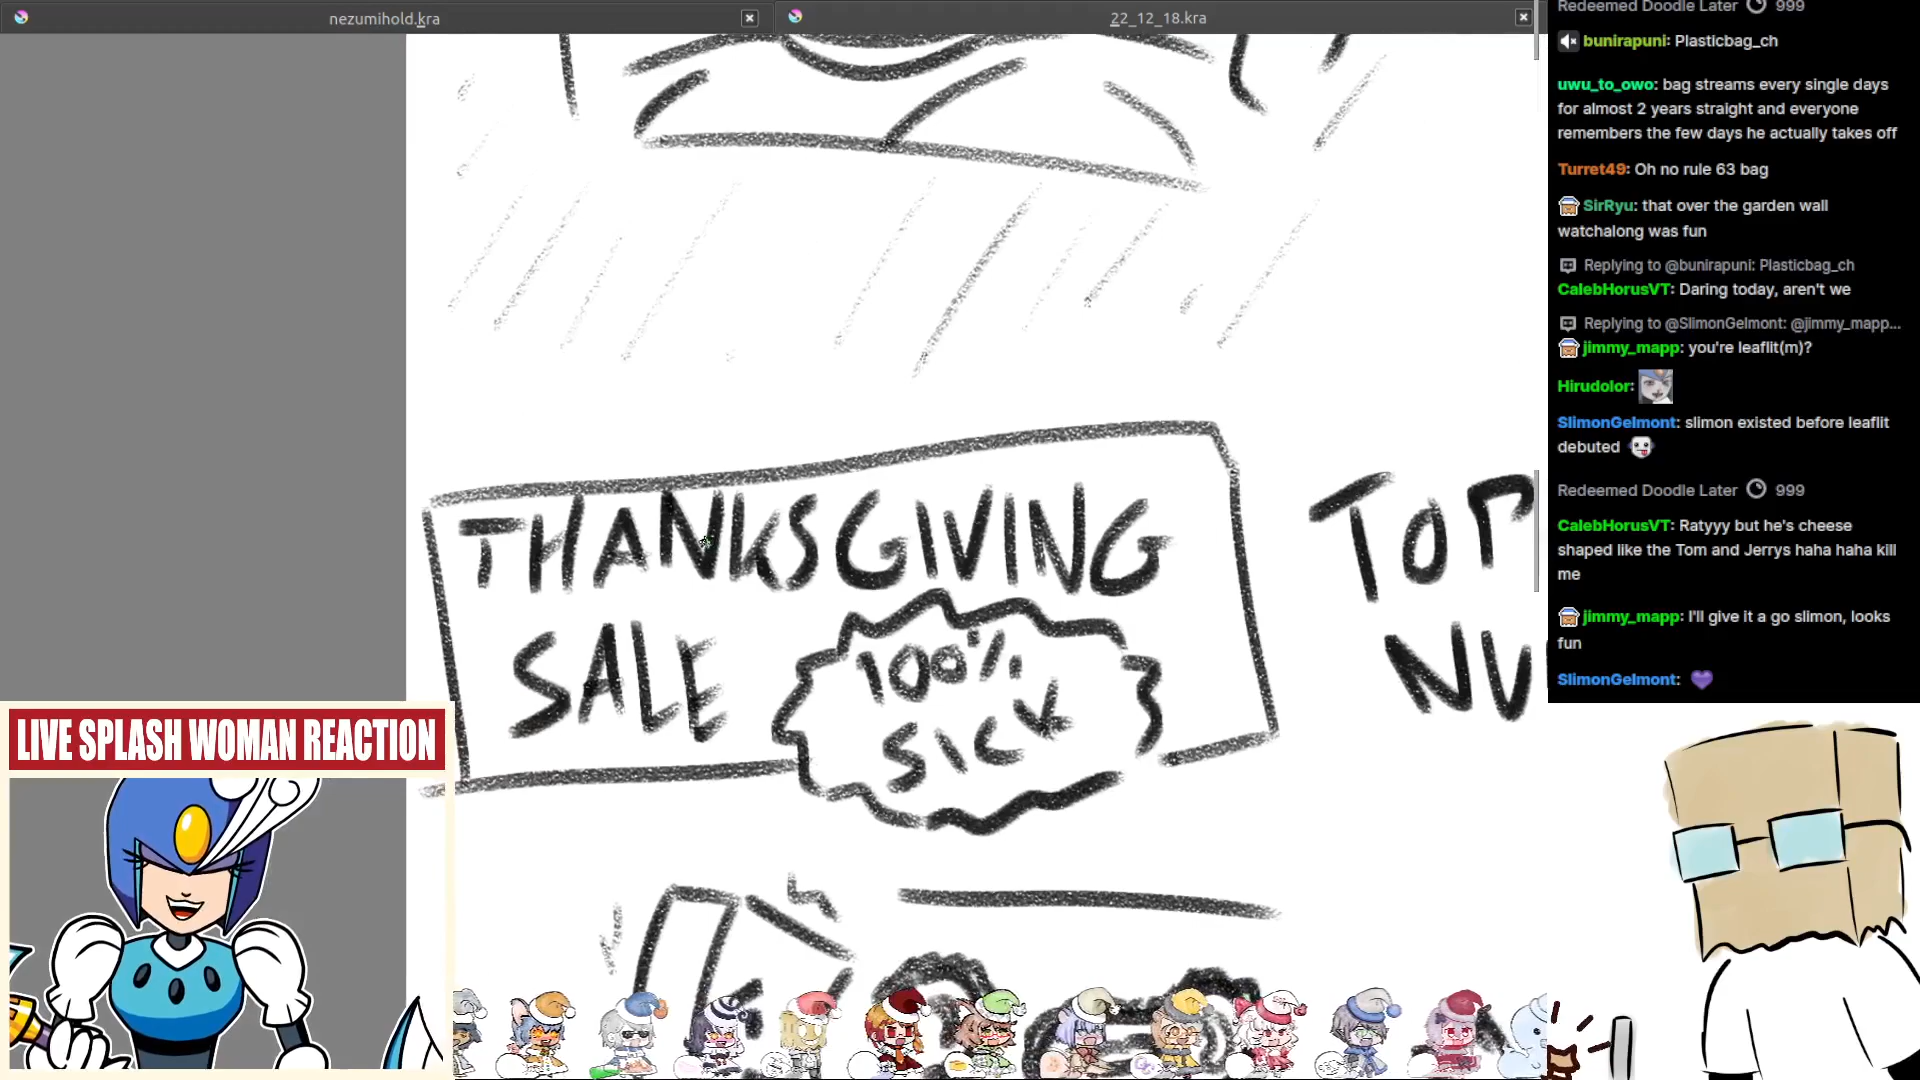 nezumihold.kra
22_12_18.kra
Redeemed Doodle Later 999
bunirapuni: Plasticbag_ch
uwu_to_owo: bag streams every single days
for almost 2 years straight and everyone
remembers the few days he actually takes off
Turret49: Oh no rule 63 bag
SirRyu: that over the garden wall
watchalong was fun
Replying to @bunirapuni: Plasticbag_ch
CalebHorusVT: Daring today, aren't we
Replying to @SlimonGelmont: @jimmy_mapp...
jimmy_mapp: you're leaflit(m)?
Hirudolor:
SlimonGelmont: slimon existed before leaflit
debuted
Redeemed Doodle Later 999
CalebHorusVT: Ratyyy but he's cheese
shaped like the Tom and Jerrys haha haha kill
me
jimmy_mapp: I'll give it a go slimon, looks
fun
SlimonGelmont:
THANKSGIVING
SALE
100%
SICK
TOP
NU
LIVE SPLASH WOMAN REACTION